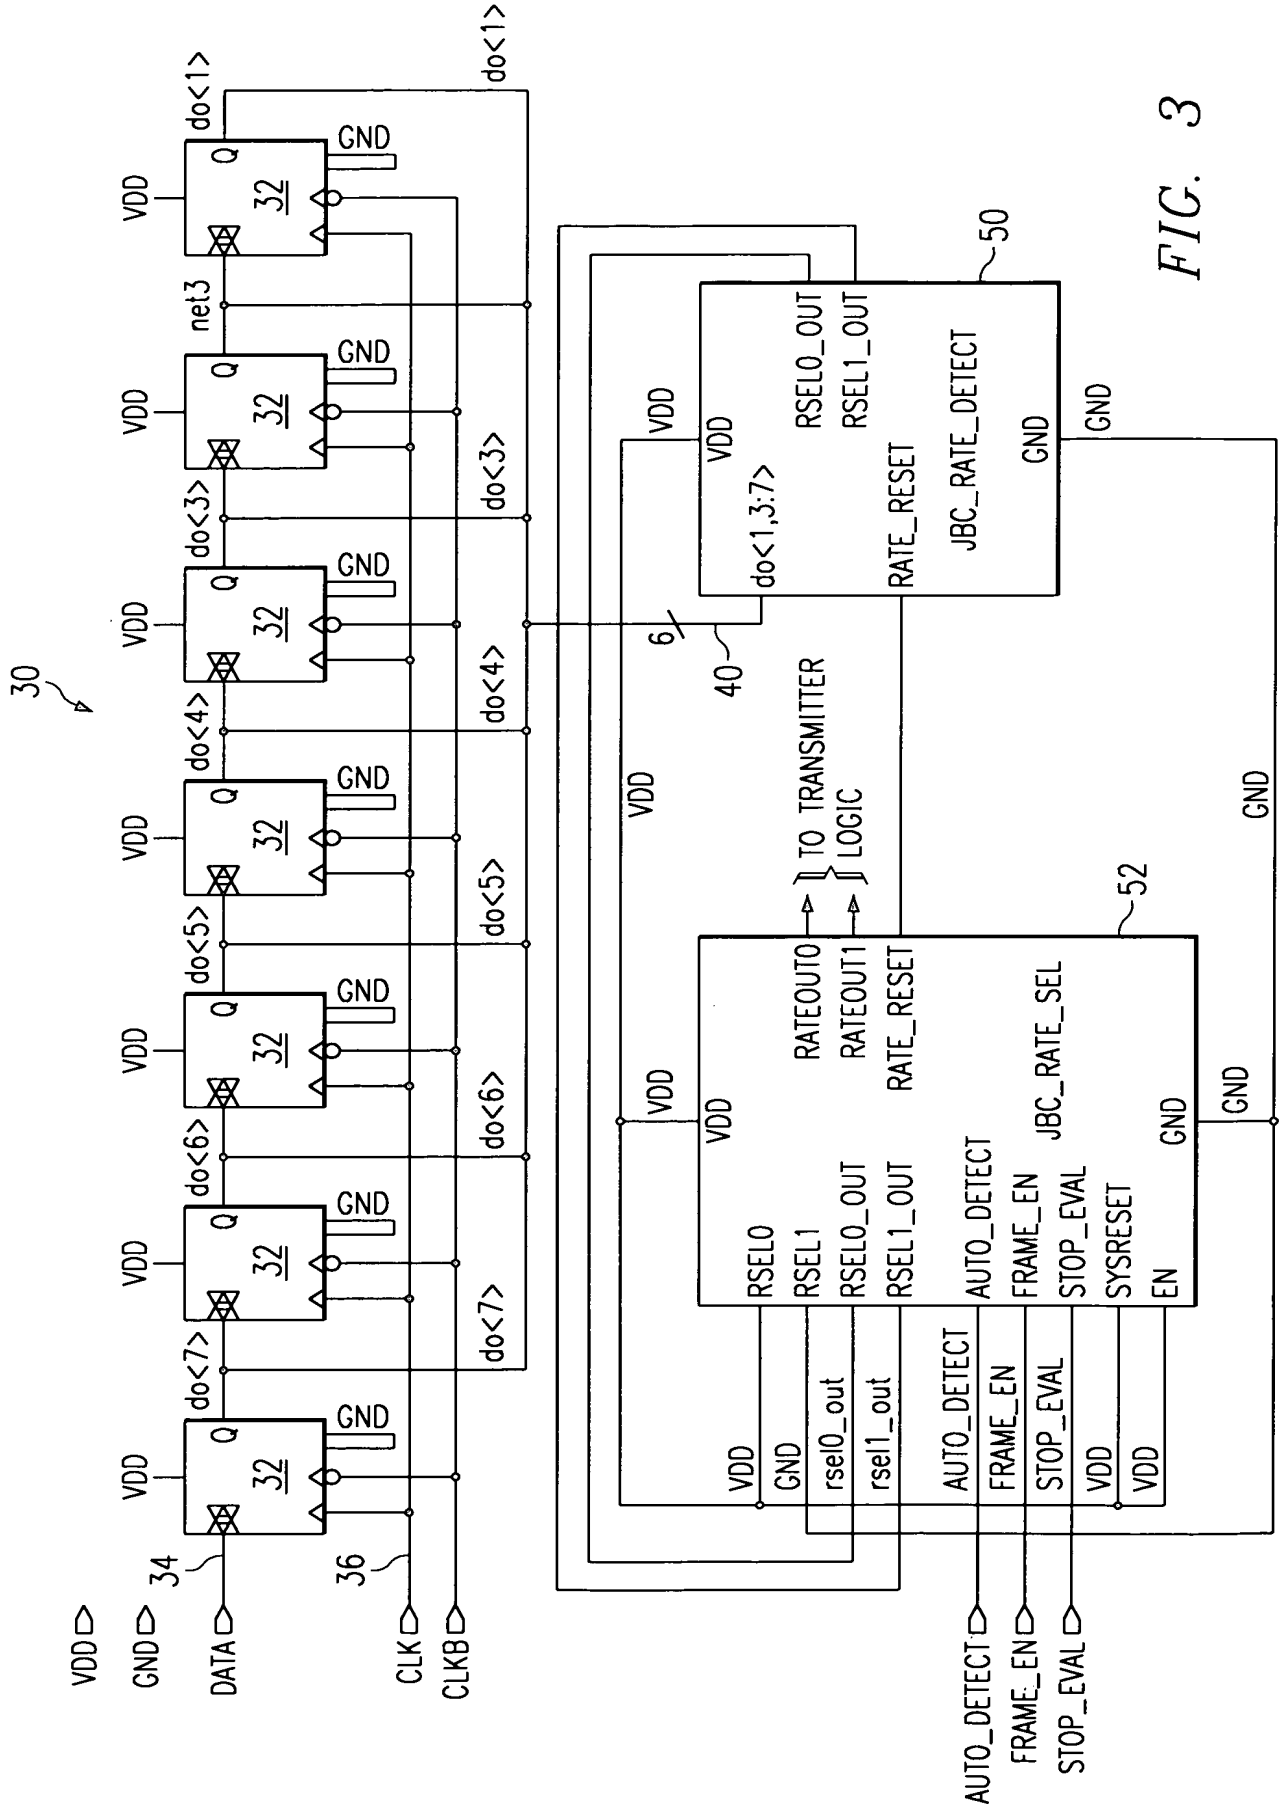 30
VDD
VDD
VDD
VDD
VDD
VDD
VDD
VDD
GND
DATA
34
do<7>
do<6>
do<5>
do<4>
do<3>
net3
do<1>
Q
Q
Q
Q
Q
Q
Q
32
32
32
32
32
32
32
GND
GND
GND
GND
GND
GND
GND
CLK
36
CLKB
do<7>
do<6>
do<5>
do<4>
do<3>
do<1>
VDD
VDD
VDD
6
40
VDD
GND
rsel0_out
rsel1_out
AUTO_DETECT
FRAME_EN
STOP_EVAL
VDD
VDD
AUTO_DETECT
FRAME_EN
STOP_EVAL
VDD
RSEL0
RSEL1
RSEL0_OUT
RSEL1_OUT
AUTO_DETECT
FRAME_EN
STOP_EVAL
SYSRESET
EN
RATEOUT0
RATEOUT1
RATE_RESET
JBC_RATE_SEL
GND
52
TO TRANSMITTER
LOGIC
VDD
do<1,3:7>
RSEL0_OUT
RSEL1_OUT
RATE_RESET
JBC_RATE_DETECT
GND
50
GND
GND
GND
FIG. 3